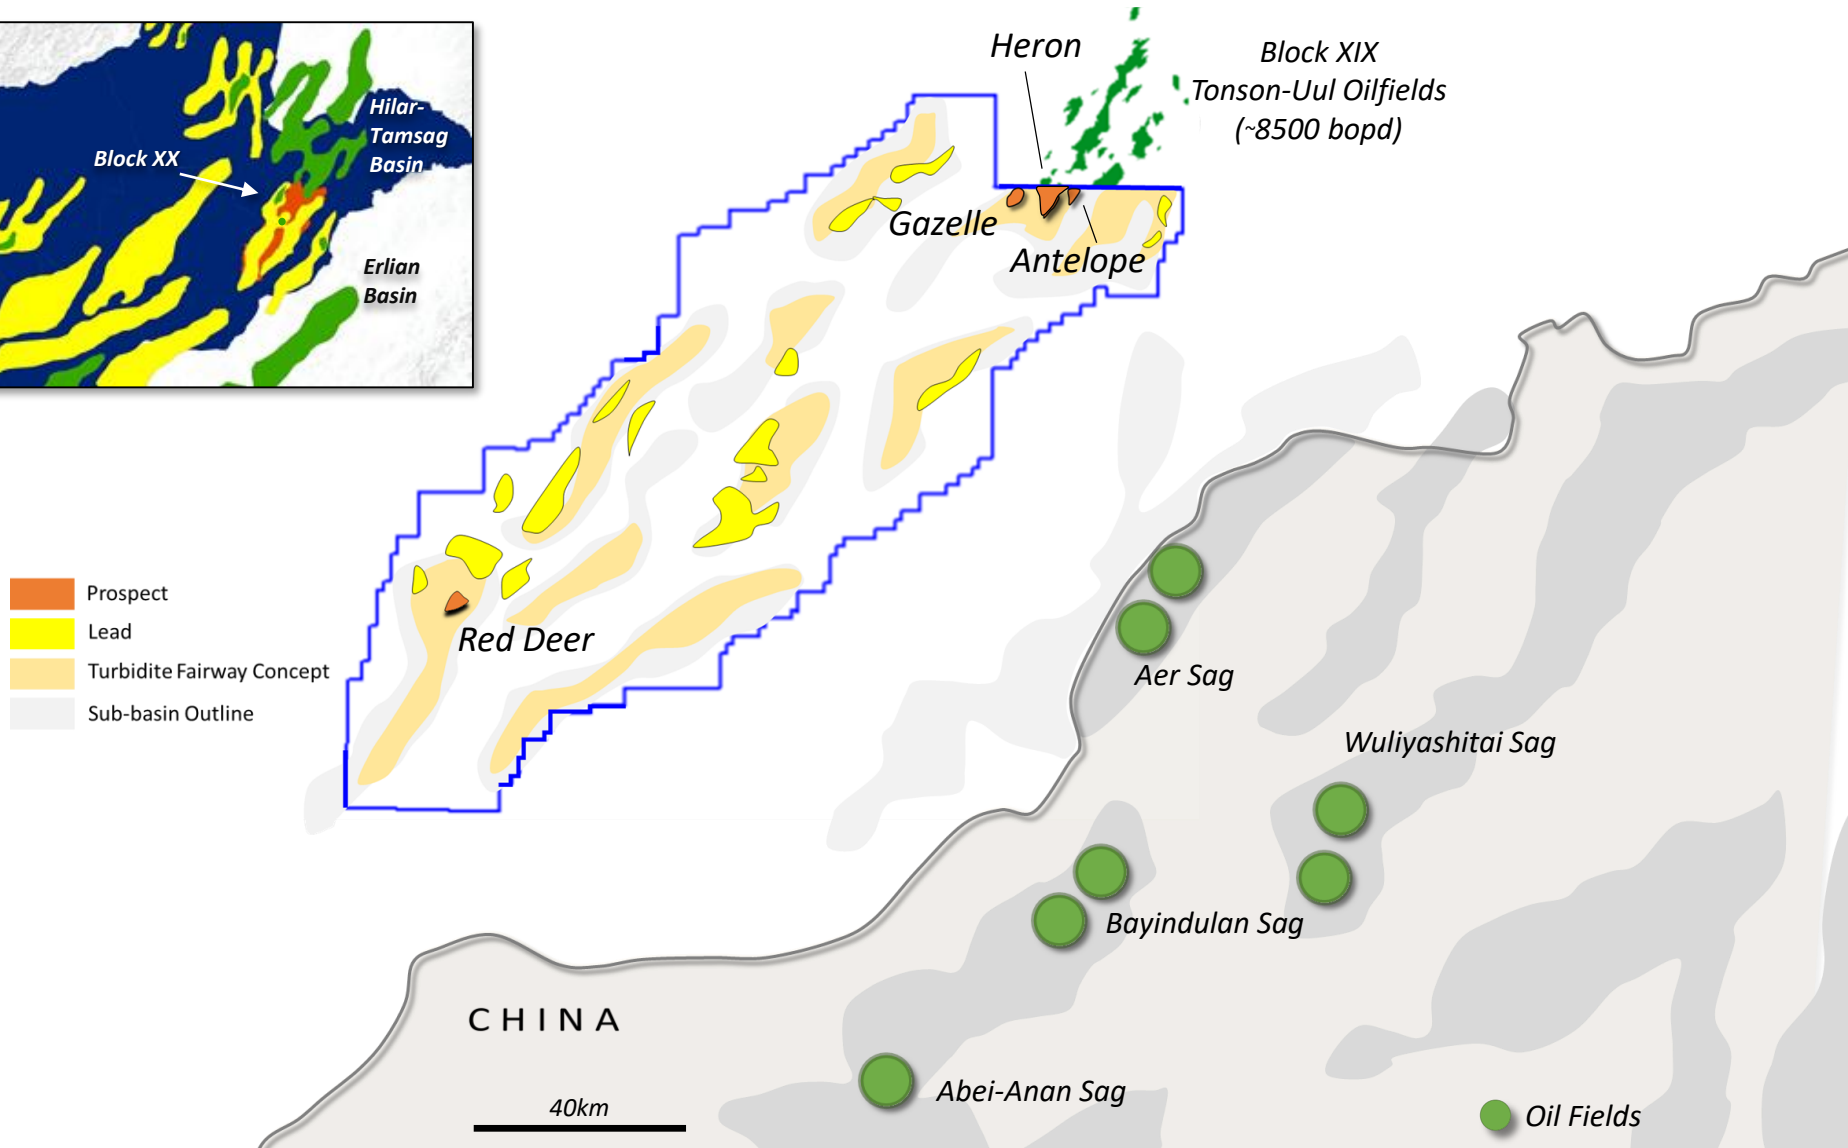 Hilar-
Tamsag
Basin
Block XX
Erlian
Basin
Heron
Block XIX
Tonson-Uul Oilfields
(~8500 bopd)
Gazelle
Antelope
Prospect
Lead
Turbidite Fairway Concept
Sub-basin Outline
Red Deer
Aer Sag
Wuliyashitai Sag
Bayindulan Sag
CHINA
Abei-Anan Sag
40km
Oil Fields